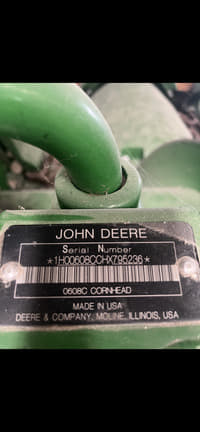 JOHN DEERE
Serial Number
*1H00608CCHX795236*
0608C CORNHEAD
MADE IN USA
DEERE & COMPANY, MOLINE, ILLINOIS, USA